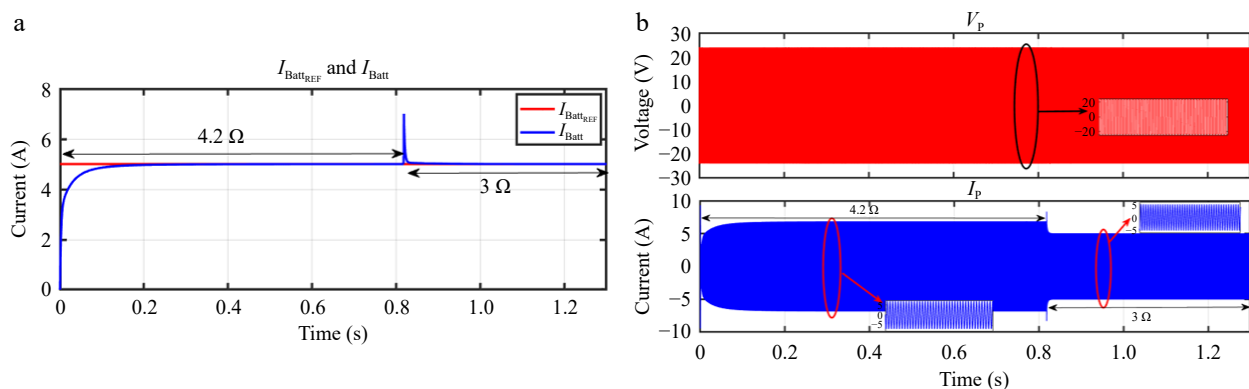 a
I_BattREF and I_Batt
8
6
4
2
0
Current (A)
4.2 Ω
3 Ω
I_BattREF
I_Batt
0 0.2 0.4 0.6 0.8 1.0 1.2
Time (s)
b
V_P
30
20
10
0
−10
−20
−30
Voltage (V)
20
0
−20
I_P
10
5
0
−5
−10
Current (A)
4.2 Ω
5
0
−5
0
−5
3 Ω
0 0.2 0.4 0.6 0.8 1.0 1.2
Time (s)